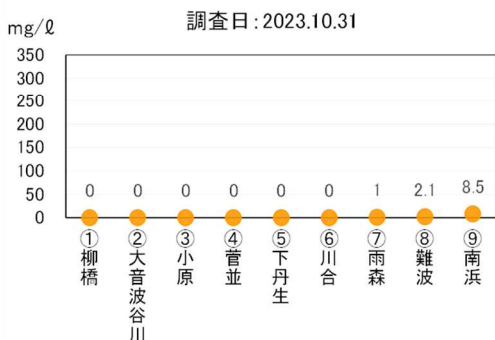 調査日:2023.10.31
mg/ℓ
350
300
250
200
150
100
50
0
0 0 0 0 0 0 1 2.1 8.5
①柳橋
②大音波谷川
③小原
④菅並
⑤下丹生
⑥川合
⑦雨森
⑧難波
⑨南浜